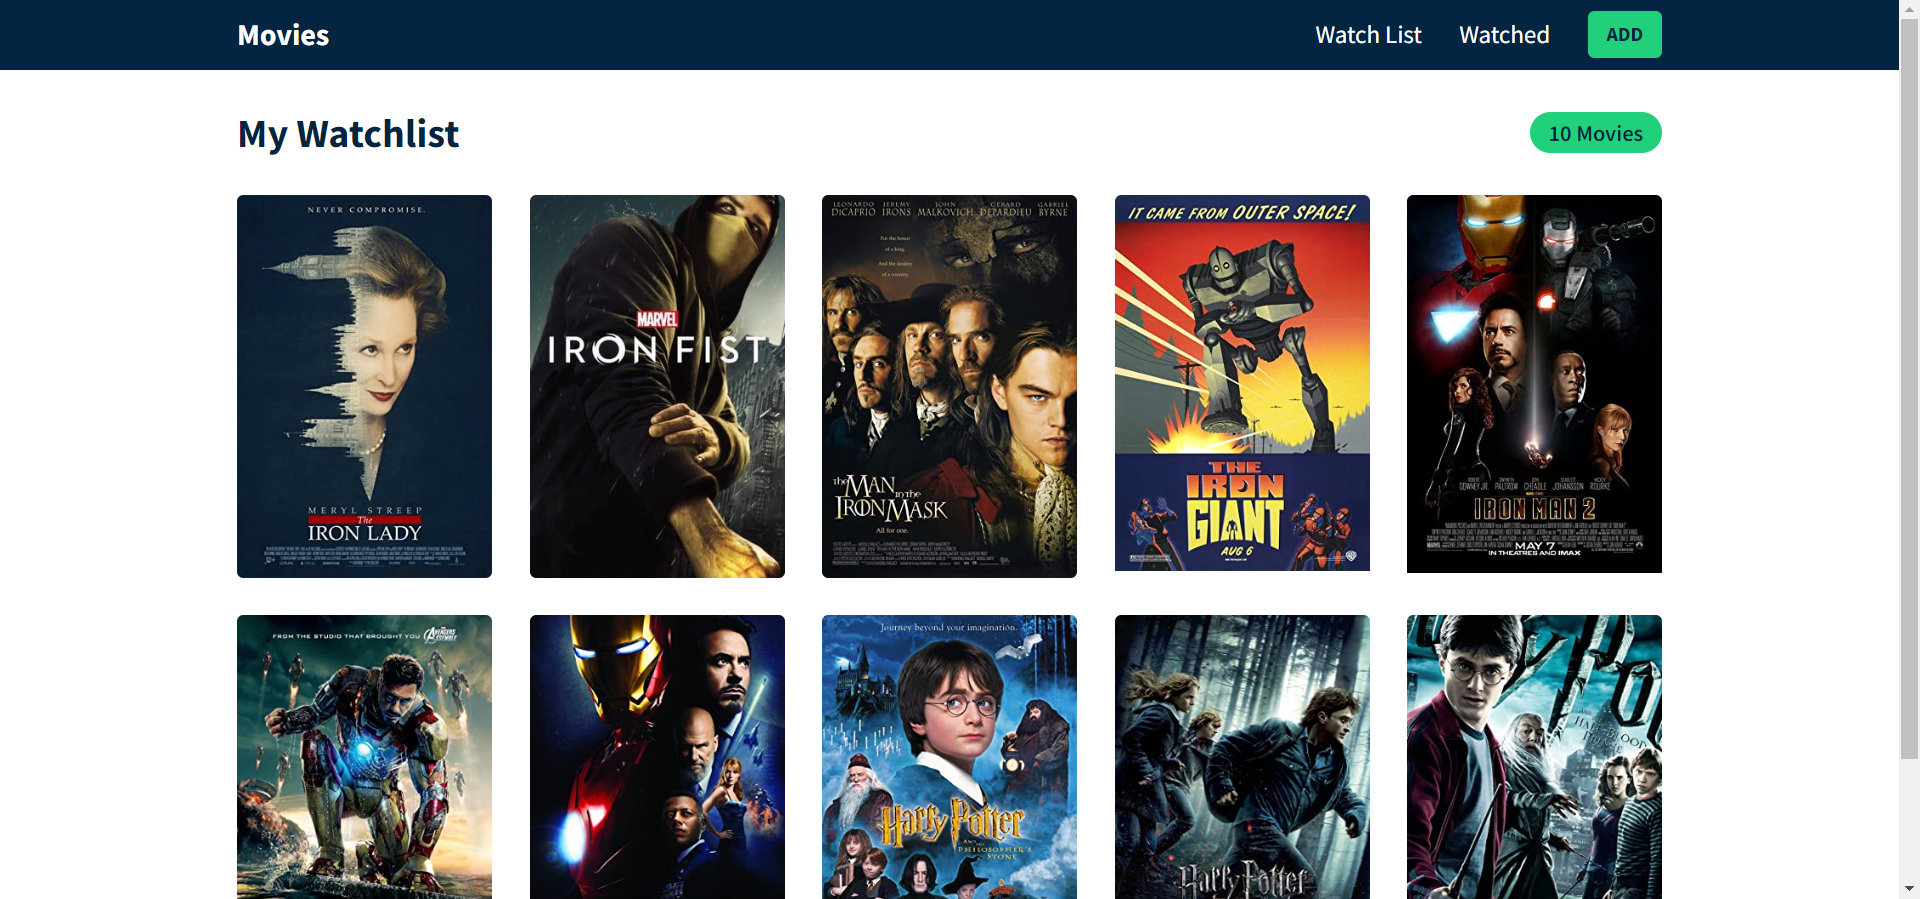 Movies
Watch List
Watched
ADD
My Watchlist
10 Movies
NEVER COMPROMISE.
MERYL STREEP
The
IRON LADY
MARVEL
IRON FIST
LEONARDO DICAPRIO JEREMY IRONS JOHN MALKOVICH GERARD DEPARDIEU GABRIEL BYRNE
For the honor
of a king.
And the destiny
of a country.
The MAN in the
IRON MASK
All for one.
IT CAME FROM OUTER SPACE!
THE
IRON
GIANT
AUG 6
ROBERT DOWNEY JR. GWYNETH PALTROW DON CHEADLE SCARLETT JOHANSSON MICKEY ROURKE
IRON MAN 2
MAY 7
IN THEATRES AND IMAX
FROM THE STUDIO THAT BROUGHT YOU AVENGERS ASSEMBLE
Journey beyond your imagination.
Harry Potter
AND THE
PHILOSOPHER'S
STONE
Harry Potter
AND THE
HALF-BLOOD
PRINCE